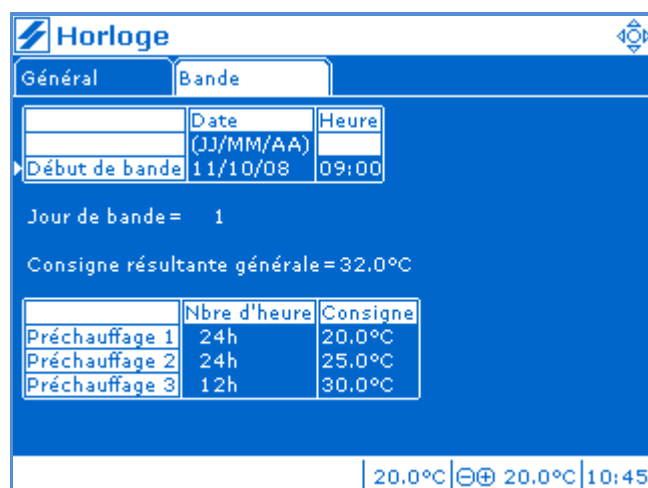 Horloge
Général Bande
Date Heure
(JJ/MM/AA)
Début de bande 11/10/08 09:00
Jour de bande= 1
Consigne résultante générale=32.0°C
Nbre d'heure Consigne
Préchauffage 1 24h 20.0°C
Préchauffage 2 24h 25.0°C
Préchauffage 3 12h 30.0°C
20.0°C ⊖⊕ 20.0°C 10:45